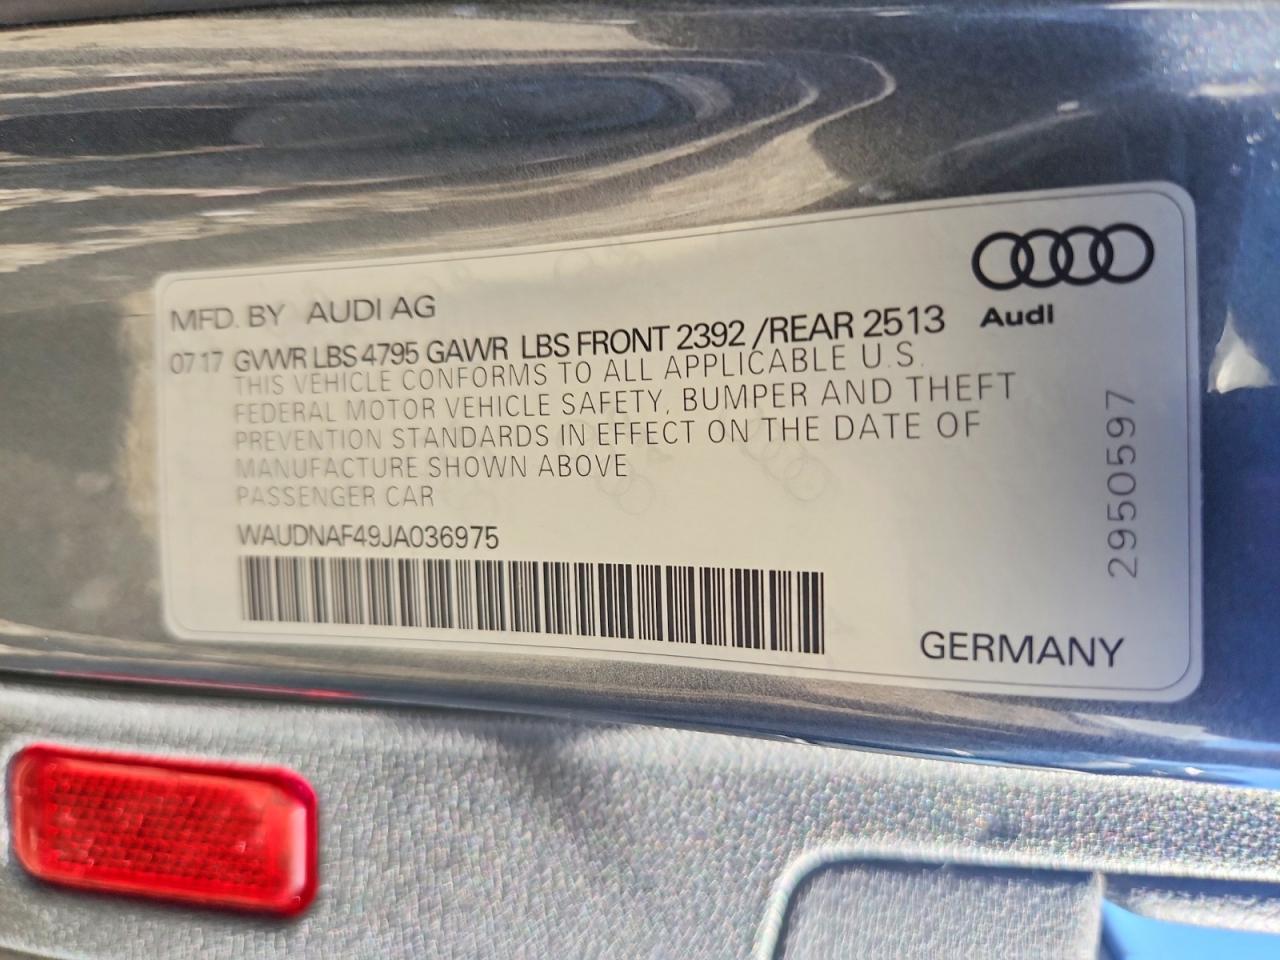 MFD. BY AUDI AG
Audi
07 17 GVWR LBS 4795 GAWR LBS FRONT 2392 /REAR 2513
THIS VEHICLE CONFORMS TO ALL APPLICABLE U.S.
FEDERAL MOTOR VEHICLE SAFETY, BUMPER AND THEFT
PREVENTION STANDARDS IN EFFECT ON THE DATE OF
MANUFACTURE SHOWN ABOVE
PASSENGER CAR
WAUDNAF49JA036975
GERMANY
2950597